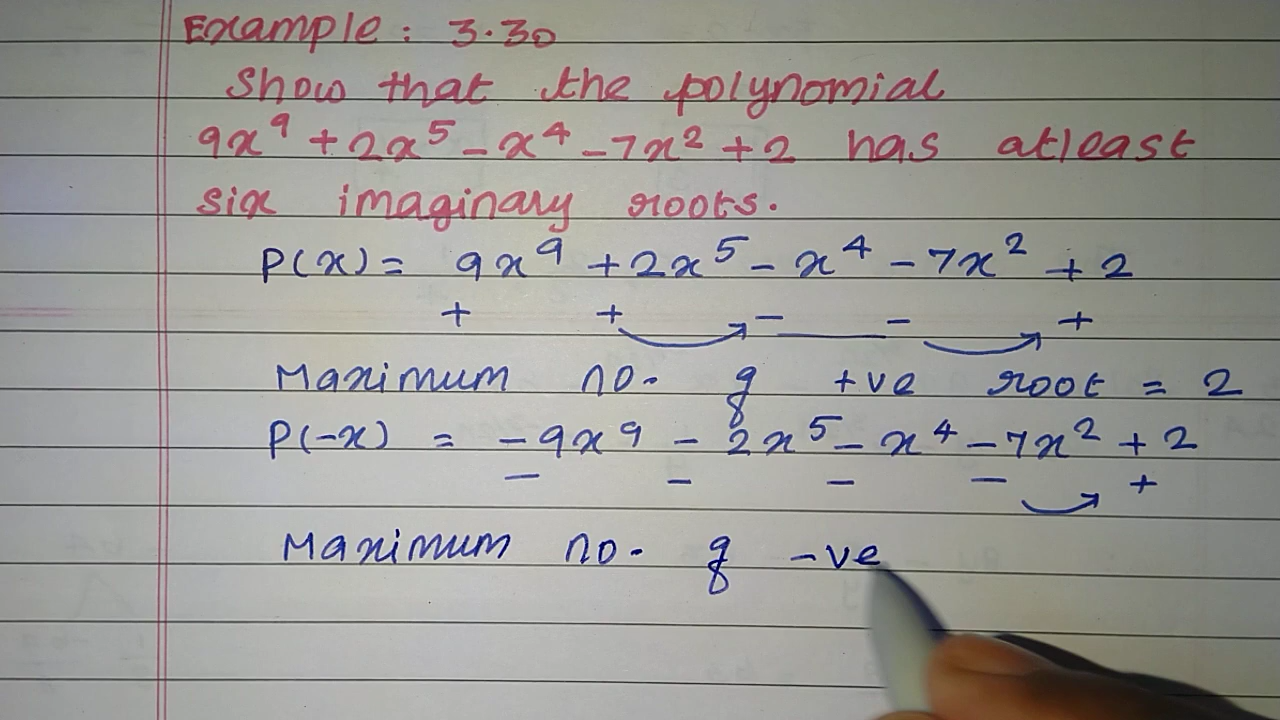 Example: 3.30
Show that the polynomial
9x⁹ + 2x⁵ - x⁴ - 7x² + 2 has atleast
six imaginary roots.
P(x) = 9x⁹ + 2x⁵ - x⁴ - 7x² + 2
+ + - - +
Maximum no. of +ve root = 2
P(-x) = -9x⁹ - 2x⁵ - x⁴ - 7x² + 2
- - - - +
Maximum no. of -ve